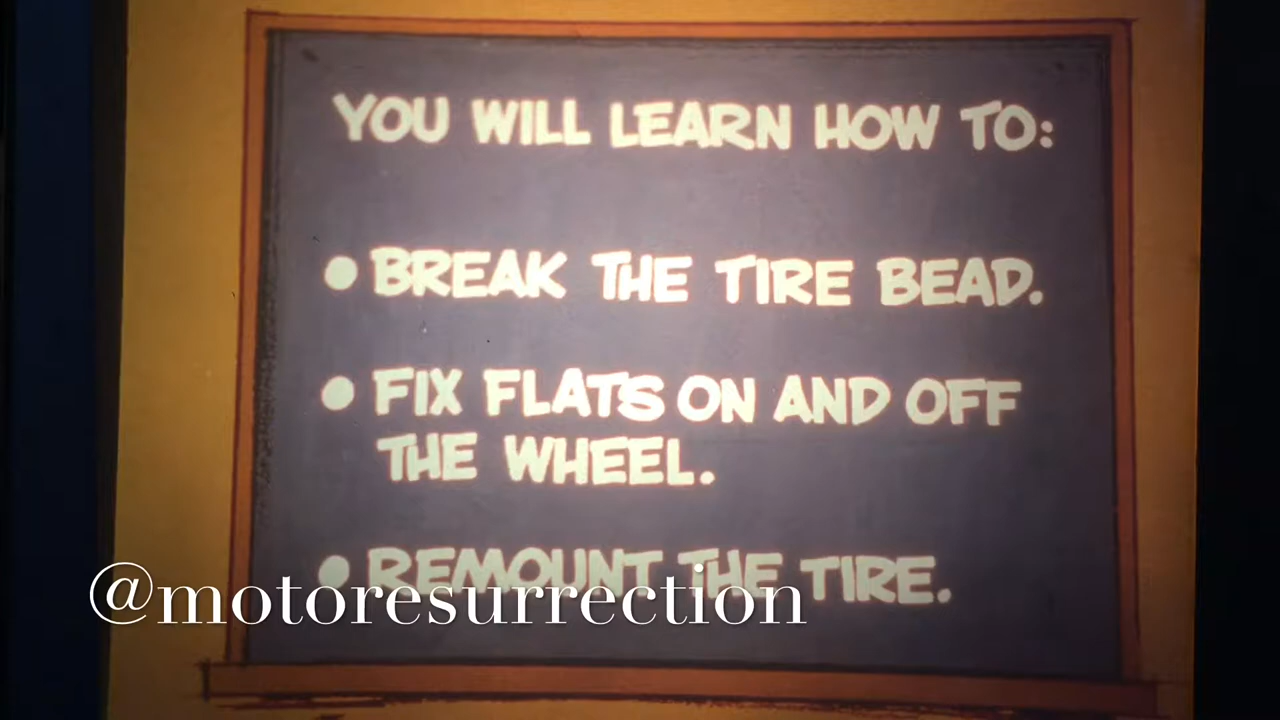 YOU WILL LEARN HOW TO:
• BREAK THE TIRE BEAD.
• FIX FLATS ON AND OFF
THE WHEEL.
• REMOUNT THE TIRE.
@motoresurrection